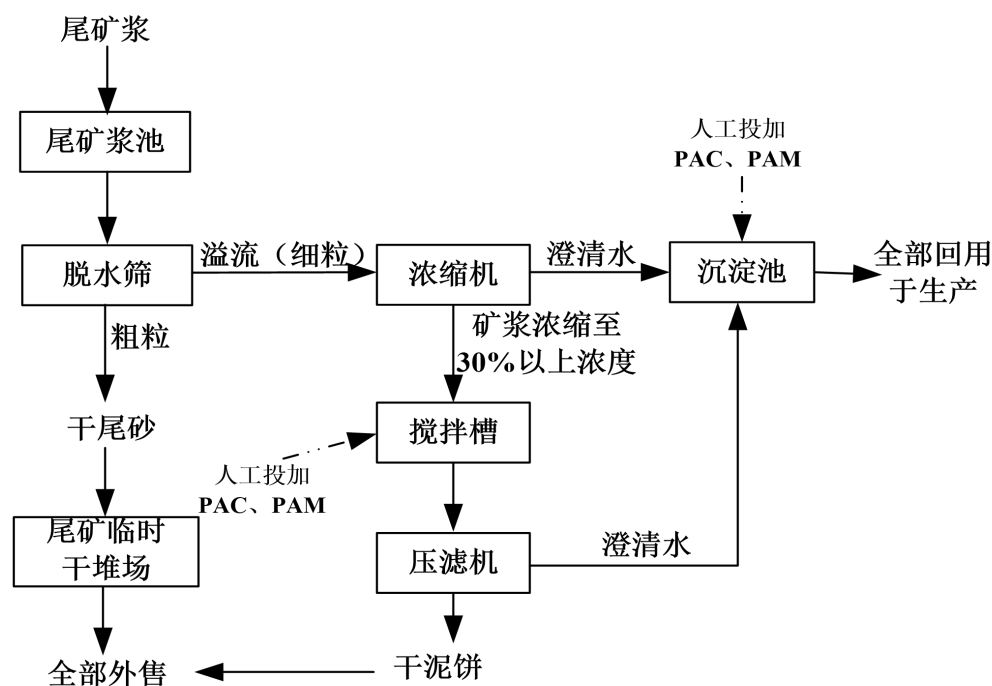 尾矿浆
尾矿浆池
人工投加
PAC、PAM
脱水筛
溢流（细粒）
浓缩机
澄清水
沉淀池
全部回用
于生产
粗粒
矿浆浓缩至
30%以上浓度
干尾砂
搅拌槽
人工投加
PAC、PAM
尾矿临时
干堆场
压滤机
澄清水
全部外售
干泥饼